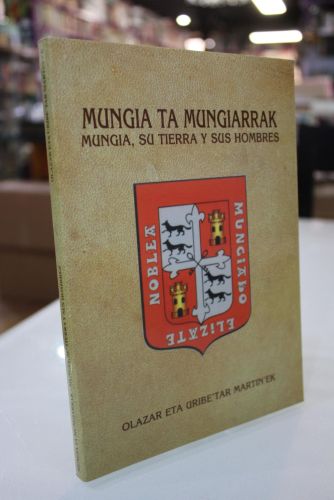 MUNGIA TA MUNGIARRAK
MUNGIA, SU TIERRA Y SUS HOMBRES
NOBLEA
MUNGIAKO
ELIZATE
OLAZAR ETA URIBE'TAR MARTIN'EK